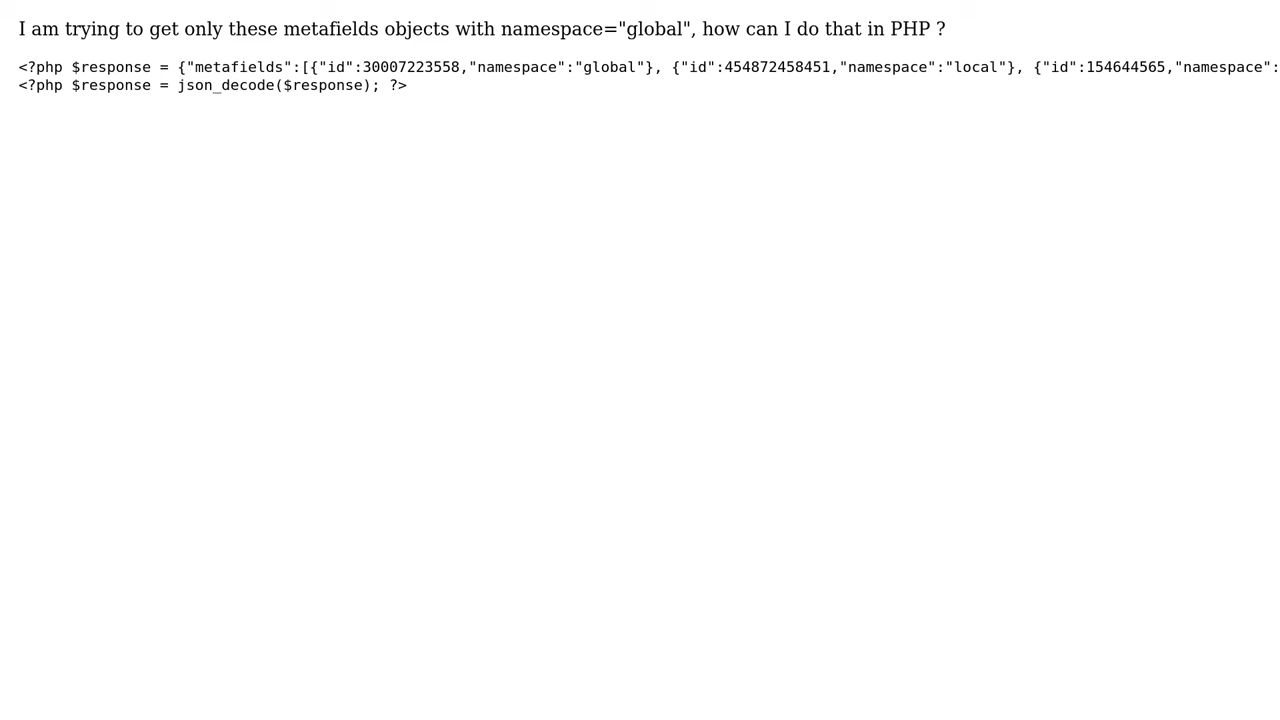 I am trying to get only these metafields objects with namespace="global", how can I do that in PHP ?
<?php $response = {"metafields":[{"id":30007223558,"namespace":"global"}, {"id":454872458451,"namespace":"local"}, {"id":154644565,"namespace":
<?php $response = json_decode($response); ?>